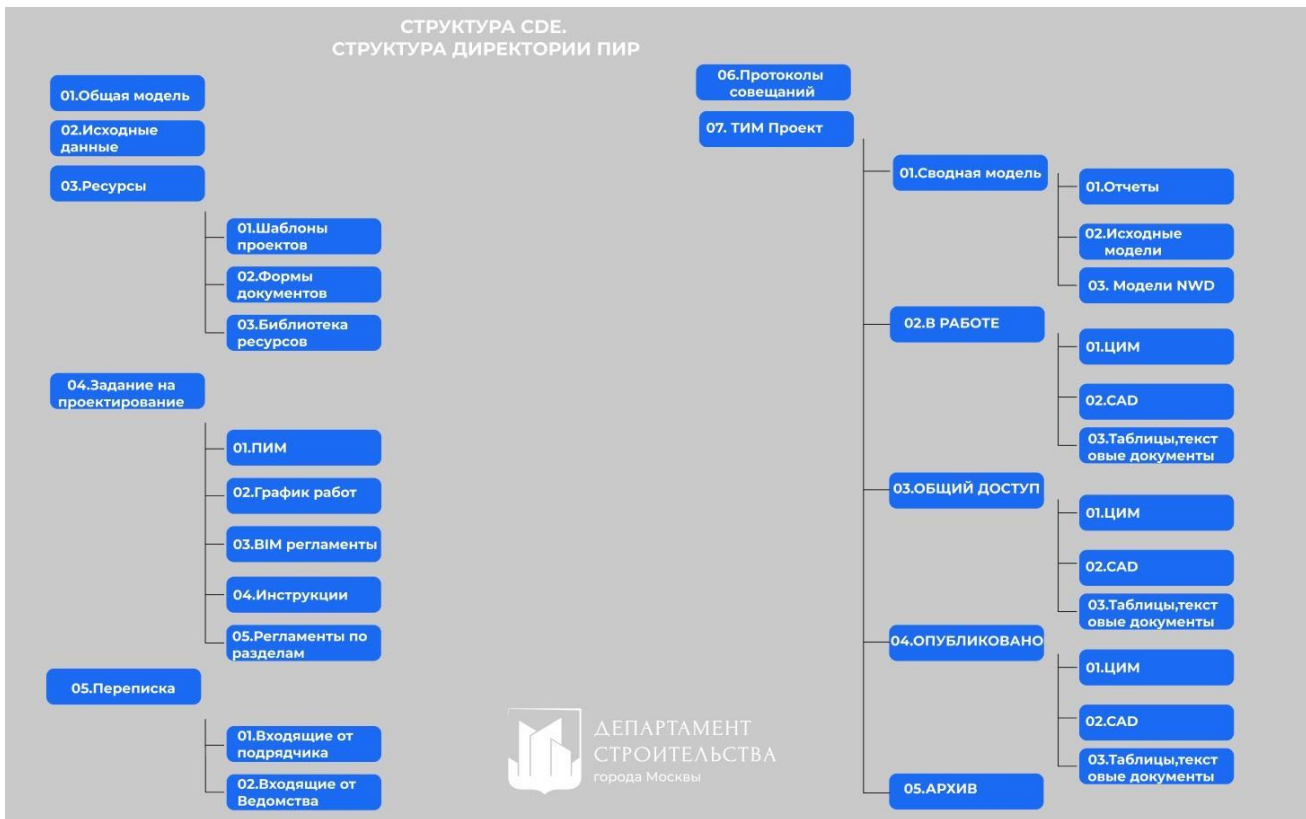 СТРУКТУРА CDE.
СТРУКТУРА ДИРЕКТОРИИ ПИР
01.Общая модель
02.Исходные
данные
03.Ресурсы
01.Шаблоны
проектов
02.Формы
документов
03.Библиотека
ресурсов
04.Задание на
проектирование
01.ПИМ
02.График работ
03.BIM регламенты
04.Инструкции
05.Регламенты по
разделам
05.Переписка
01.Входящие от
подрядчика
02.Входящие от
Ведомства
06.Протоколы
совещаний
07. ТИМ Проект
01.Сводная модель
01.Отчеты
02.Исходные
модели
03. Модели NWD
02.В РАБОТЕ
01.ЦИМ
02.CAD
03.Таблицы,текст
овые документы
03.ОБЩИЙ ДОСТУП
01.ЦИМ
02.CAD
03.Таблицы,текст
овые документы
04.ОПУБЛИКОВАНО
01.ЦИМ
02.CAD
03.Таблицы,текст
овые документы
05.АРХИВ
ДЕПАРТАМЕНТ
СТРОИТЕЛЬСТВА
города Москвы